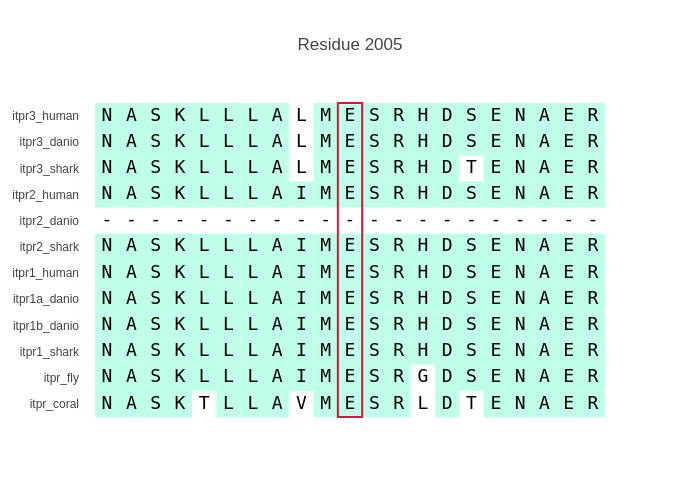 Residue 2005
itpr3_human N A S K L L L A L M E S R H D S E N A E R
itpr3_danio N A S K L L L A L M E S R H D S E N A E R
itpr3_shark N A S K L L L A L M E S R H D T E N A E R
itpr2_human N A S K L L L A I M E S R H D S E N A E R
itpr2_danio - - - - - - - - - - - - - - - - - - - - -
itpr2_shark N A S K L L L A I M E S R H D S E N A E R
itpr1_human N A S K L L L A I M E S R H D S E N A E R
itpr1a_danio N A S K L L L A I M E S R H D S E N A E R
itpr1b_danio N A S K L L L A I M E S R H D S E N A E R
itpr1_shark N A S K L L L A I M E S R H D S E N A E R
itpr_fly N A S K L L L A I M E S R G D S E N A E R
itpr_coral N A S K T L L A V M E S R L D T E N A E R